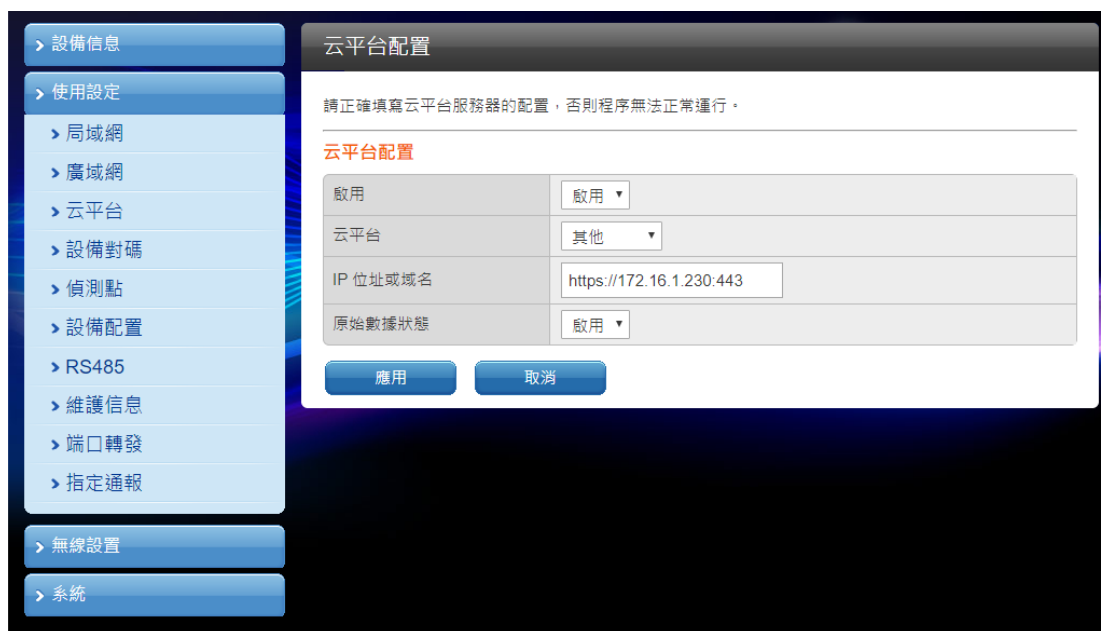 設備信息
使用設定
局域網
廣域網
云平台
設備對碼
偵測點
設備配置
RS485
維護信息
端口轉發
指定通報
無線設置
系統
云平台配置
請正確填寫云平台服務器的配置，否則程序無法正常運行。
云平台配置
啟用 啟用
云平台 其他
IP 位址或域名 https://172.16.1.230:443
原始數據狀態 啟用
應用 取消